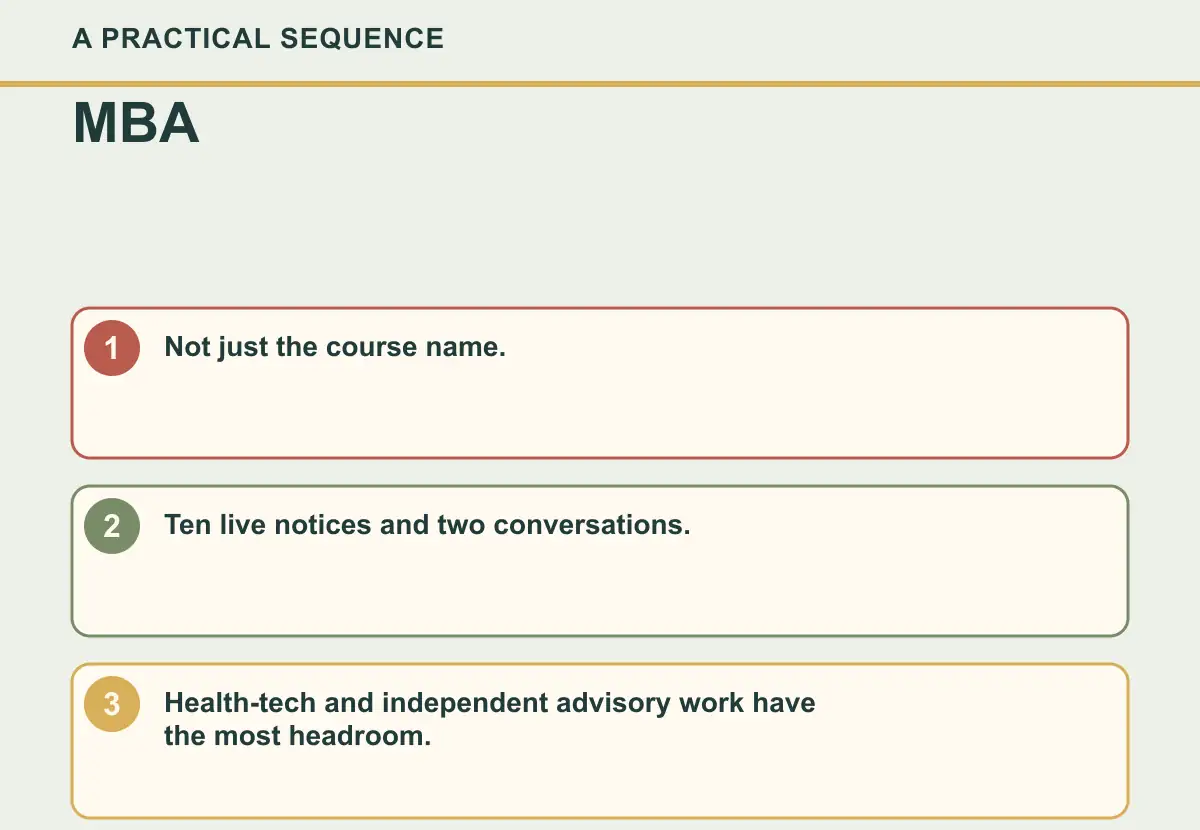 A PRACTICAL SEQUENCE
MBA
1
Not just the course name.
2
Ten live notices and two conversations.
3
Health-tech and independent advisory work have
the most headroom.